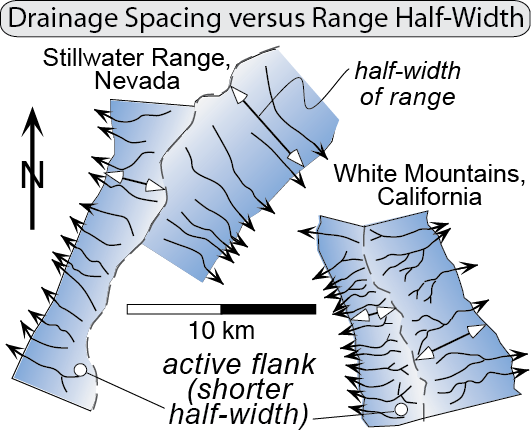 Drainage Spacing versus Range Half-Width
Stillwater Range,
Nevada
half-width
of range
N
White Mountains,
California
10 km
active flank
(shorter
half-width)